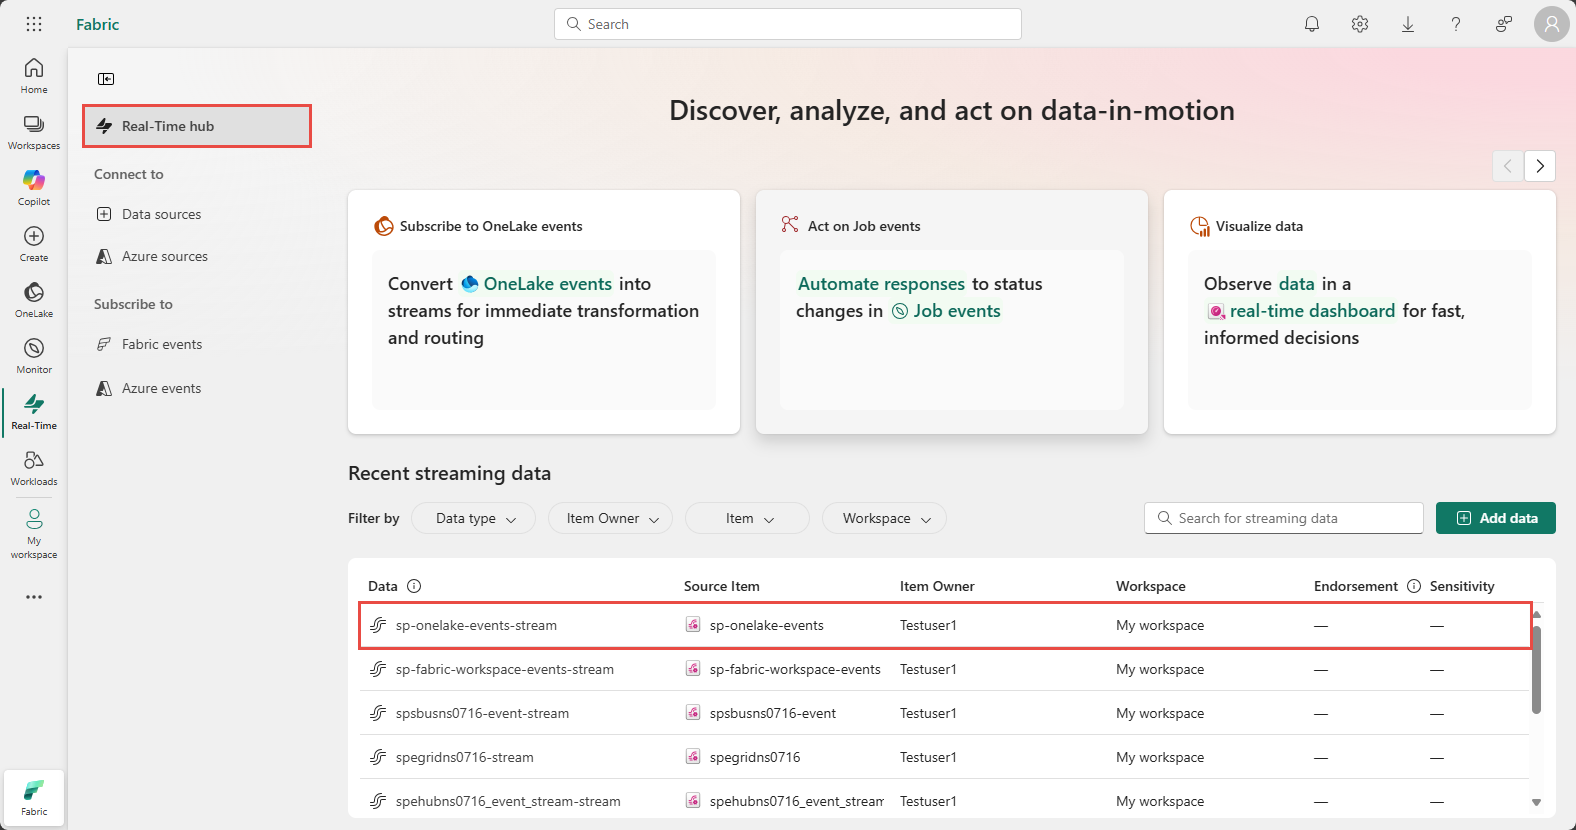 Fabric
Search
Home
Workspaces
Copilot
Create
OneLake
Monitor
Real-Time
Workloads
My
workspace
Fabric
Real-Time hub
Connect to
Data sources
Azure sources
Subscribe to
Fabric events
Azure events
Discover, analyze, and act on data-in-motion
Subscribe to OneLake events
Convert OneLake events into
streams for immediate transformation
and routing
Act on Job events
Automate responses to status
changes in Job events
Visualize data
Observe data in a
real-time dashboard for fast,
informed decisions
Recent streaming data
Filter by Data type Item Owner Item Workspace Search for streaming data Add data
Data Source Item Item Owner Workspace Endorsement Sensitivity
sp-onelake-events-stream sp-onelake-events Testuser1 My workspace — —
sp-fabric-workspace-events-stream sp-fabric-workspace-events Testuser1 My workspace — —
spsbusns0716-event-stream spsbusns0716-event Testuser1 My workspace — —
spegridns0716-stream spegridns0716 Testuser1 My workspace — —
spehubns0716_event_stream-stream spehubns0716_event_stream Testuser1 My workspace — —